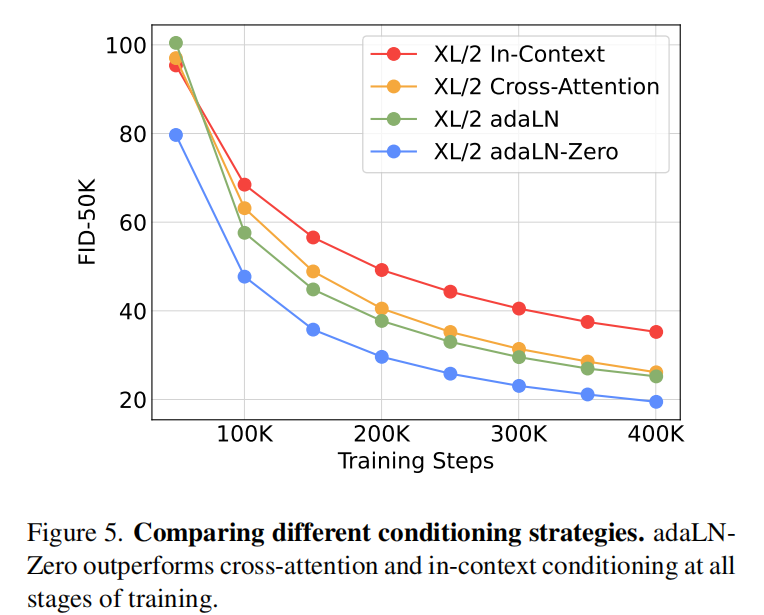 100
80
60
40
20
FID-50K
XL/2 In-Context
XL/2 Cross-Attention
XL/2 adaLN
XL/2 adaLN-Zero
100K 200K 300K 400K
Training Steps
Figure 5. Comparing different conditioning strategies. adaLN-
Zero outperforms cross-attention and in-context conditioning at all
stages of training.